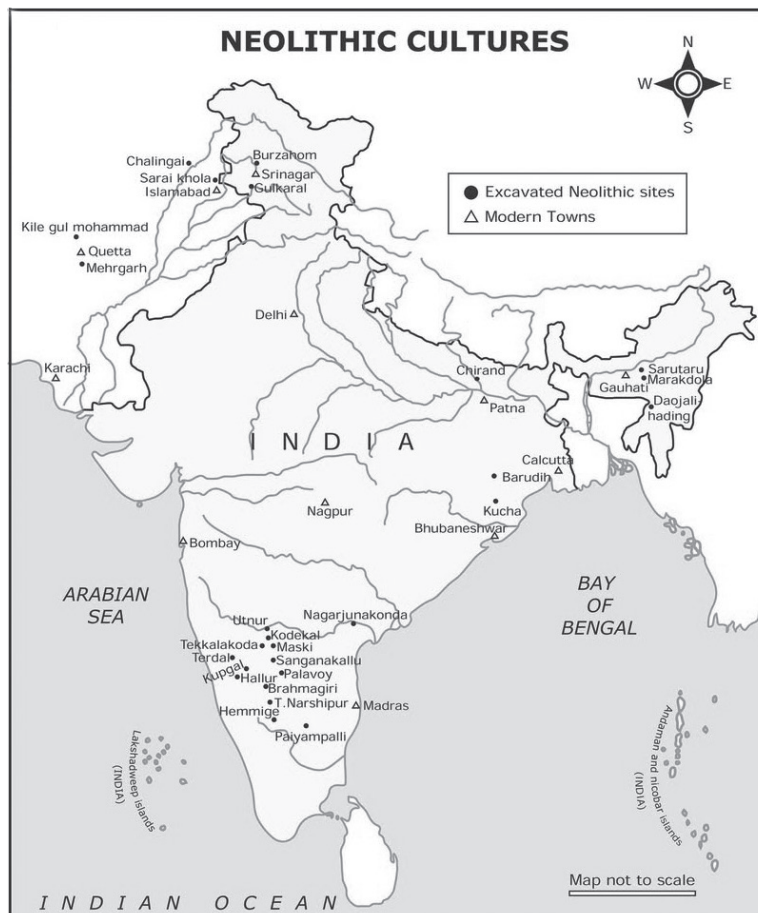 NEOLITHIC CULTURES
N
W
E
S
Excavated Neolithic sites
Modern Towns
Chalingai
Burzahom
Sarai khola
Srinagar
Islamabad
Gulkaral
Kile gul mohammad
Quetta
Mehrgarh
Delhi
Karachi
Chirand
Patna
Sarutaru
Gauhati
Marakdola
Daojali
hading
INDIA
Calcutta
Barudih
Nagpur
Kucha
Bhubaneshwar
Bombay
ARABIAN
SEA
BAY
OF
BENGAL
Utnur
Nagarjunakonda
Kodekal
Tekkalakoda
Maski
Terdal
Sanganakallu
Kupgal
Palavoy
Hallur
Brahmagiri
T.Narshipur
Madras
Hemmige
Paiyampalli
Lakshadweep islands
(INDIA)
Andaman and nicobar islands
(INDIA)
Map not to scale
INDIAN OCEAN